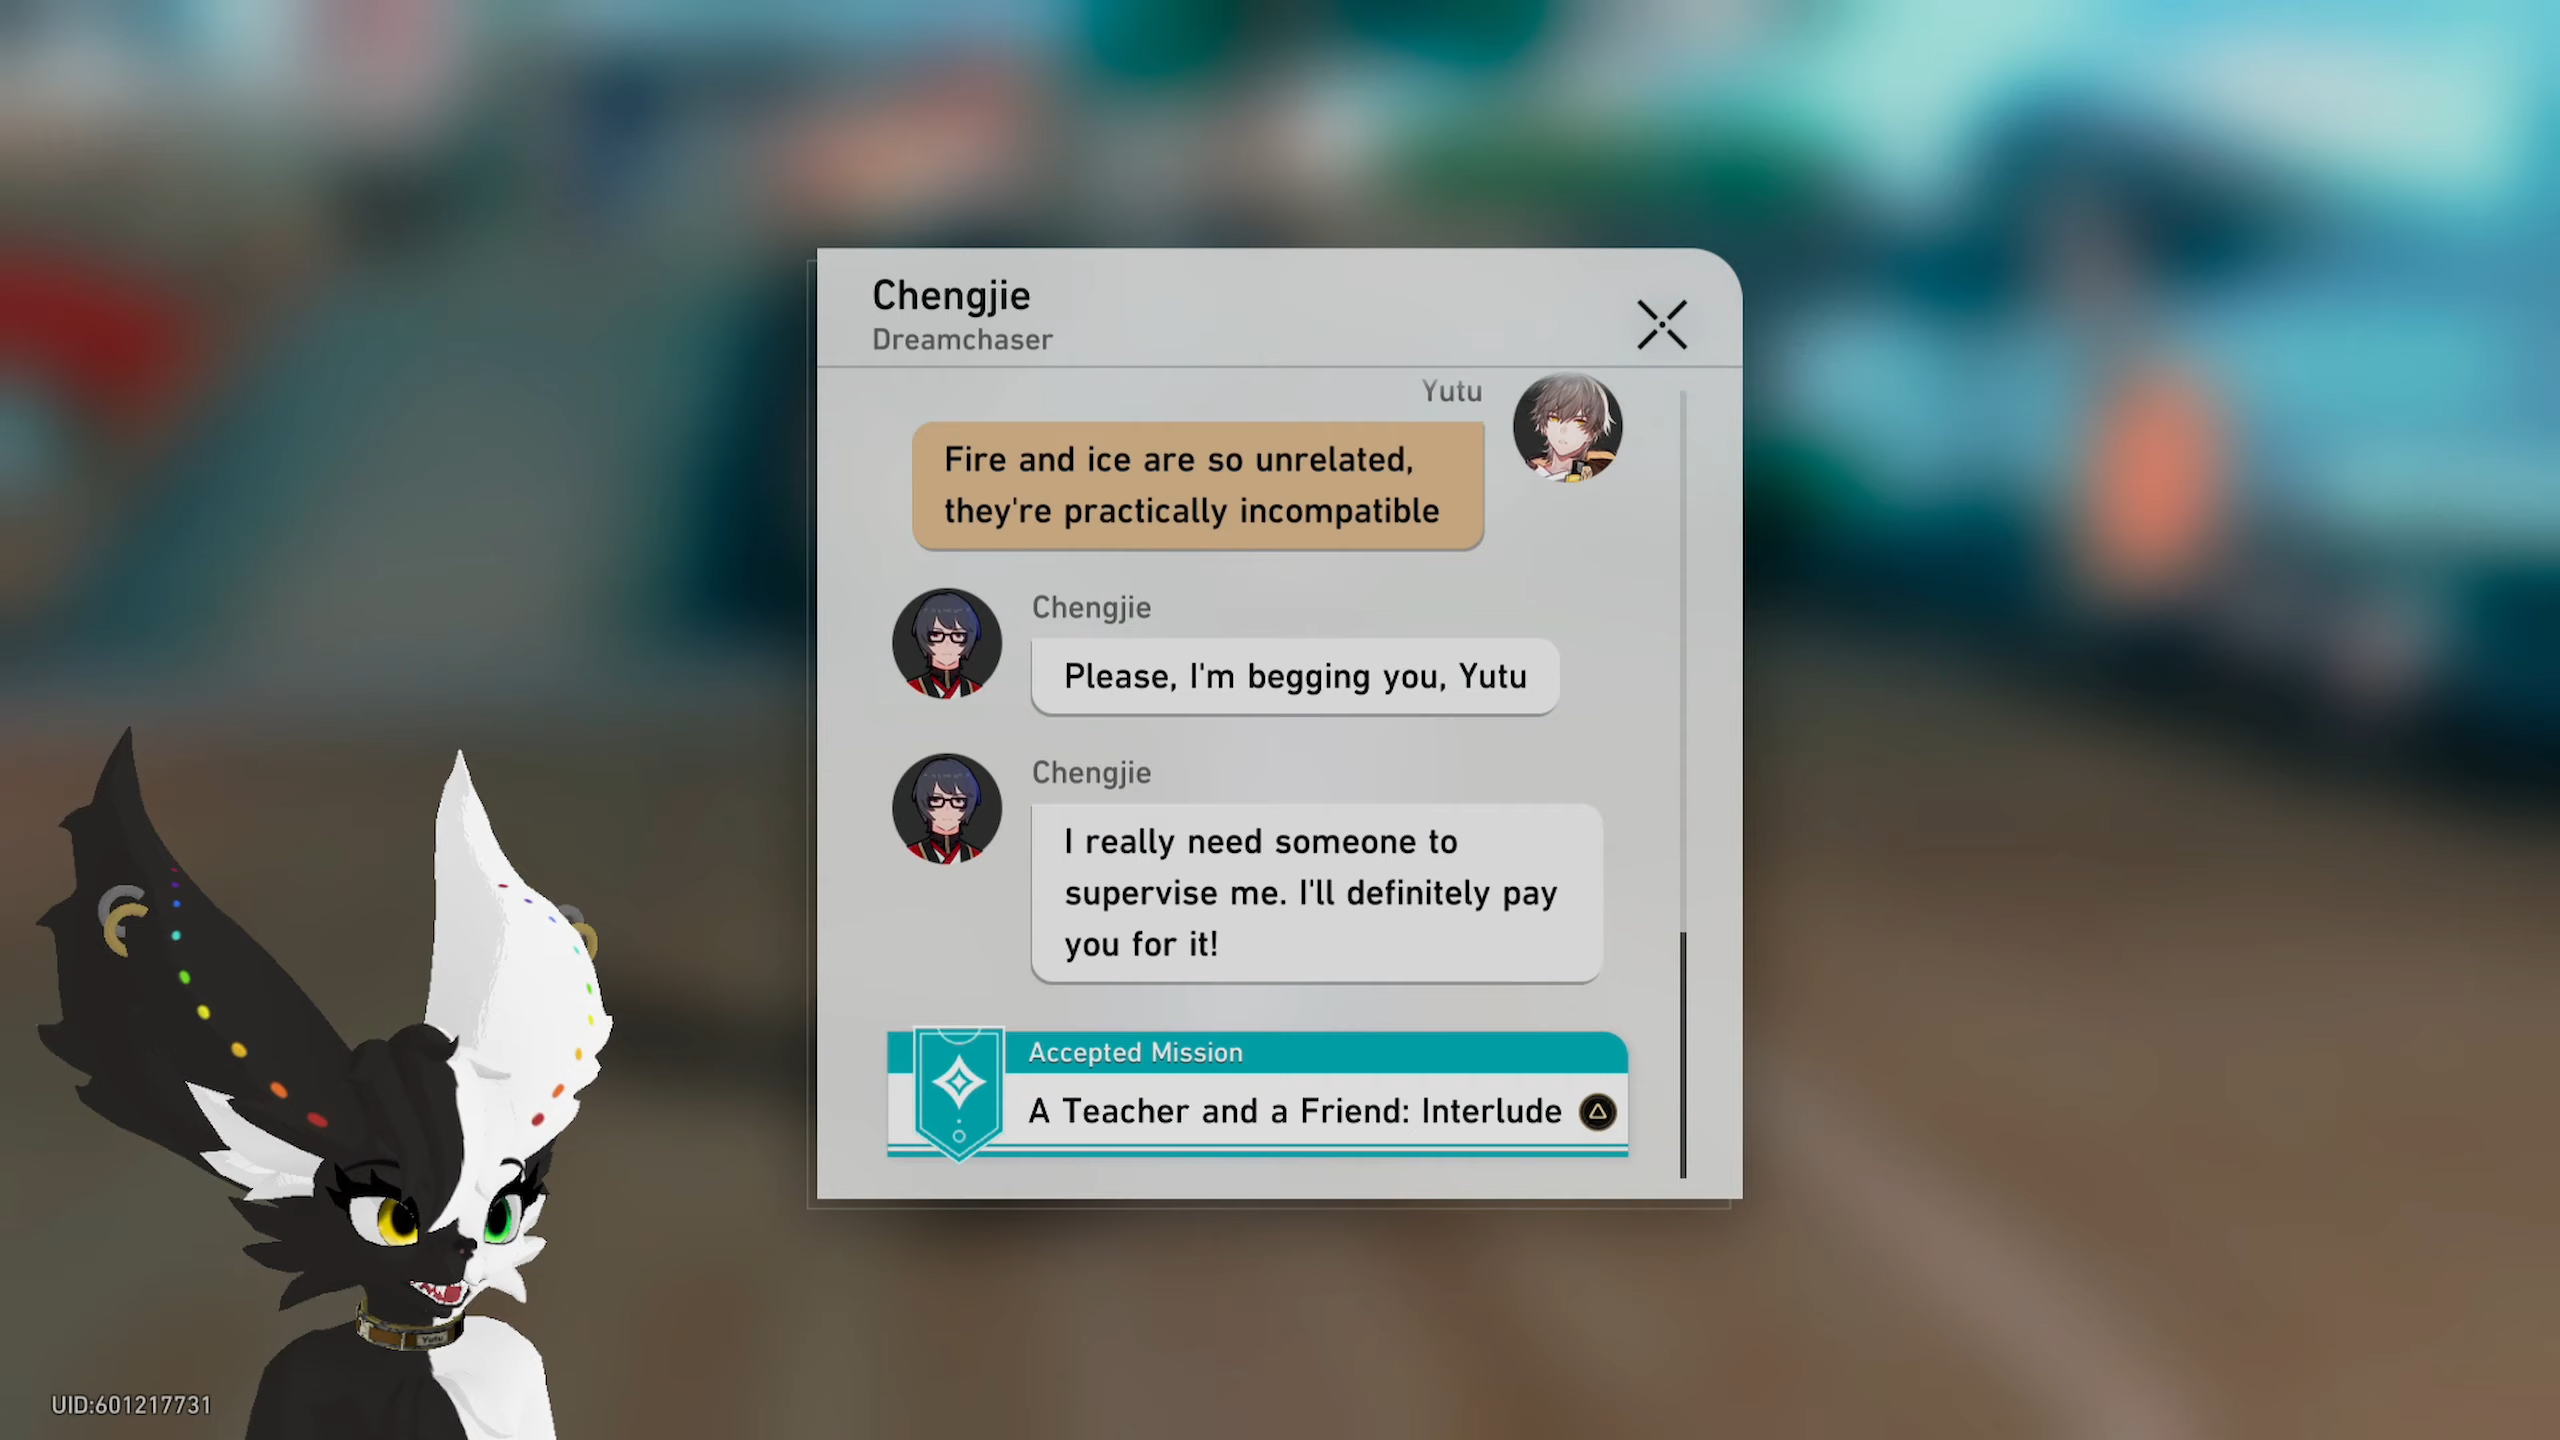 Chengjie
Dreamchaser
Yutu
Fire and ice are so unrelated,
they're practically incompatible
Chengjie
Please, I'm begging you, Yutu
Chengjie
I really need someone to
supervise me. I'll definitely pay
you for it!
Accepted Mission
A Teacher and a Friend: Interlude
Yutu
UID:601217731